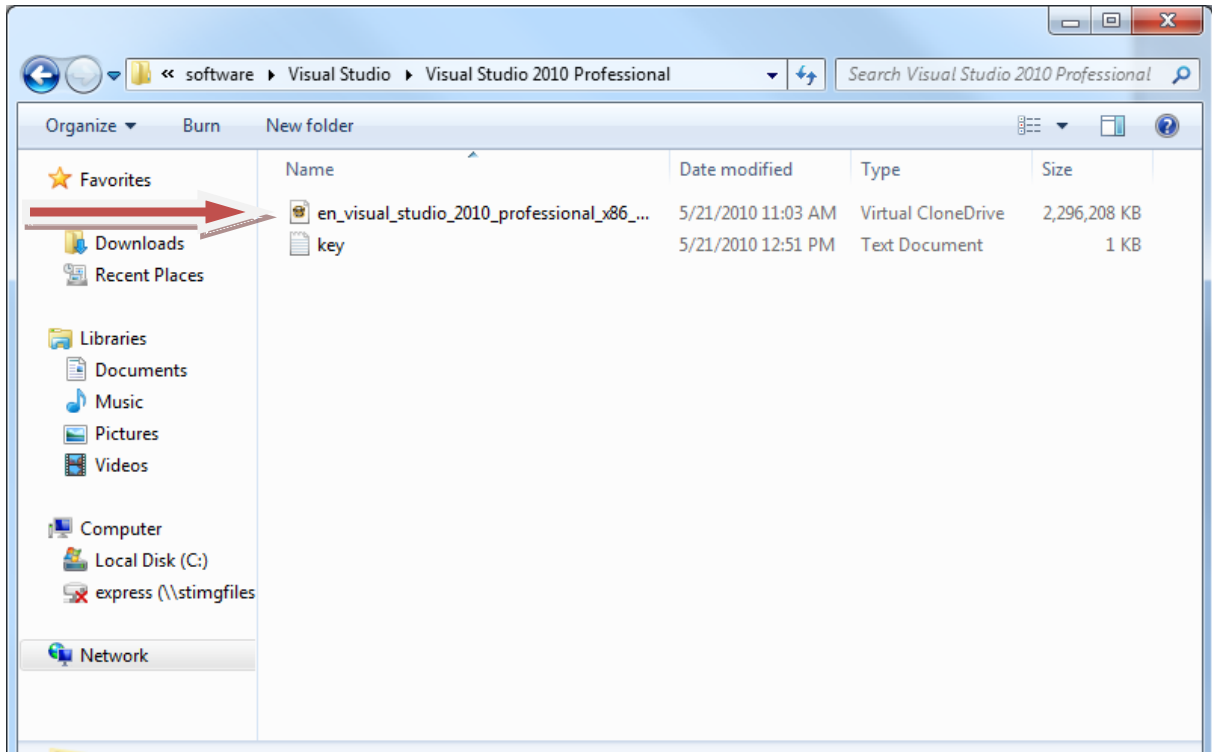 « software ▸ Visual Studio ▸ Visual Studio 2010 Professional
Search Visual Studio 2010 Professional
Organize Burn New folder
Name Date modified Type Size
Favorites
en_visual_studio_2010_professional_x86_... 5/21/2010 11:03 AM Virtual CloneDrive 2,296,208 KB
Downloads
key 5/21/2010 12:51 PM Text Document 1 KB
Recent Places
Libraries
Documents
Music
Pictures
Videos
Computer
Local Disk (C:)
express (\\stimgfiles
Network